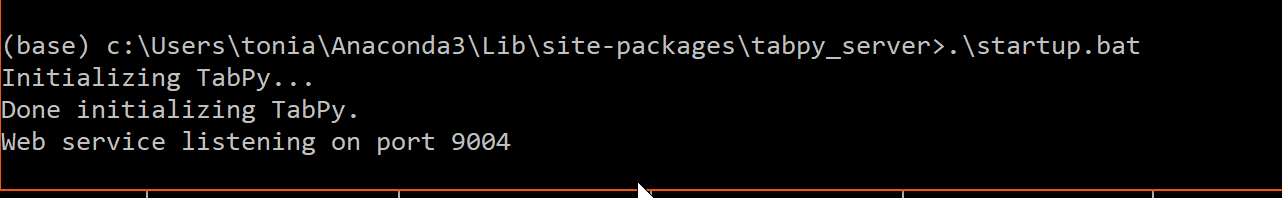 (base) c:\Users\tonia\Anaconda3\Lib\site-packages\tabpy_server>.\startup.bat
Initializing TabPy...
Done initializing TabPy.
Web service listening on port 9004